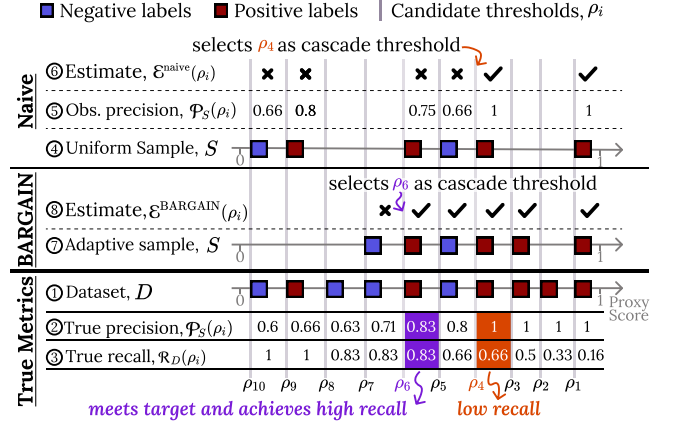 Negative labels Positive labels Candidate thresholds, ρi
selects ρ4 as cascade threshold
Naive
⑥ Estimate, Ɛ^naive(ρi)
⑤ Obs. precision, 𝒫S(ρi) 0.66 0.8 0.75 0.66 1 1
④ Uniform Sample, S 0 1
BARGAIN
selects ρ6 as cascade threshold
⑧ Estimate, Ɛ^BARGAIN(ρi)
⑦ Adaptive sample, S 0 1
True Metrics
① Dataset, D 0 1 Proxy
Score
② True precision, 𝒫S(ρi) 0.6 0.66 0.63 0.71 0.83 0.8 1 1 1 1
③ True recall, ℛD(ρi) 1 1 0.83 0.83 0.83 0.66 0.66 0.5 0.33 0.16
ρ10 ρ9 ρ8 ρ7 ρ6 ρ5 ρ4 ρ3 ρ2 ρ1
meets target and achieves high recall low recall